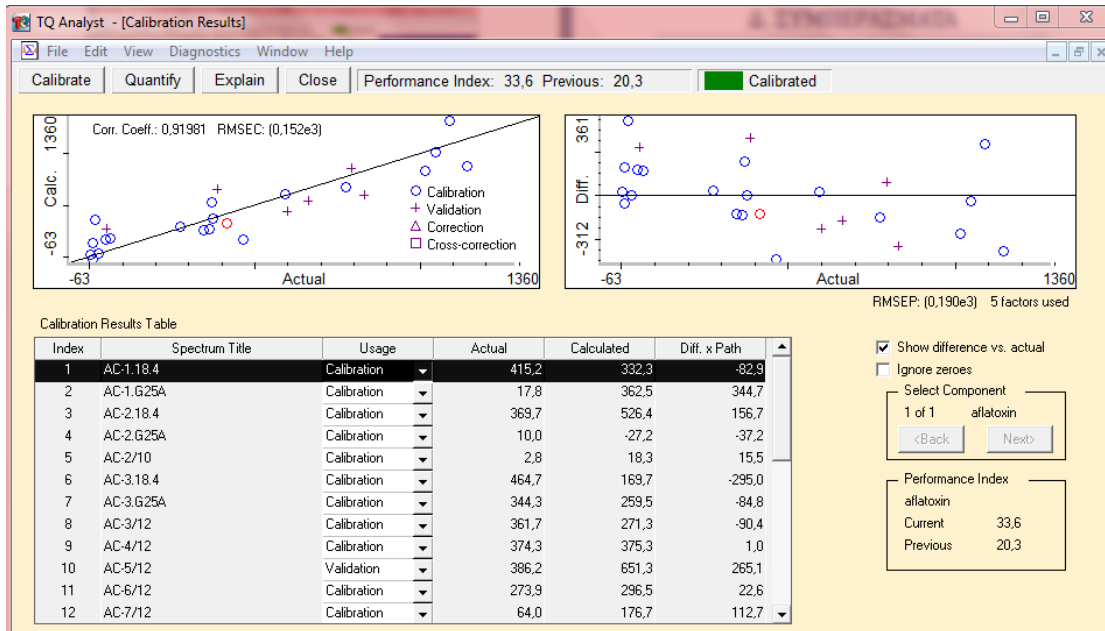 TQ Analyst - [Calibration Results]
Δ. ΣΥΜΠΕΡΑΣΜΑΤΑ
File Edit View Diagnostics Window Help
Calibrate Quantify Explain Close Performance Index: 33,6 Previous: 20,3 Calibrated
Corr. Coeff.: 0,91981 RMSEC: (0,152e3)
1360
Calc.
-63
Calibration
Validation
Correction
Cross-correction
-63 Actual 1360
361
Diff.
-312
-63 Actual 1360
RMSEP: (0,190e3) 5 factors used
Calibration Results Table
Index Spectrum Title Usage Actual Calculated Diff. x Path
1 AC-1.18.4 Calibration 415,2 332,3 -82,9
2 AC-1.G25A Calibration 17,8 362,5 344,7
3 AC-2.18.4 Calibration 369,7 526,4 156,7
4 AC-2.G25A Calibration 10,0 -27,2 -37,2
5 AC-2/10 Calibration 2,8 18,3 15,5
6 AC-3.18.4 Calibration 464,7 169,7 -295,0
7 AC-3.G25A Calibration 344,3 259,5 -84,8
8 AC-3/12 Calibration 361,7 271,3 -90,4
9 AC-4/12 Calibration 374,3 375,3 1,0
10 AC-5/12 Validation 386,2 651,3 265,1
11 AC-6/12 Calibration 273,9 296,5 22,6
12 AC-7/12 Calibration 64,0 176,7 112,7
Show difference vs. actual
Ignore zeroes
Select Component
1 of 1 aflatoxin
<Back Next>
Performance Index
aflatoxin
Current 33,6
Previous 20,3